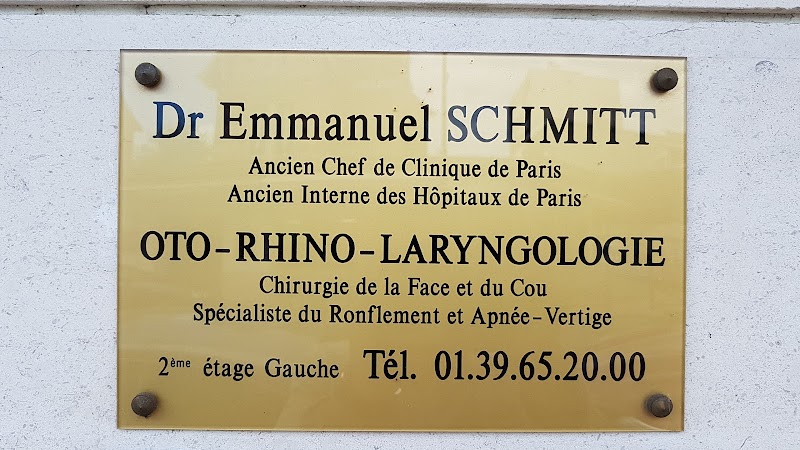 Dr Emmanuel SCHMITT
Ancien Chef de Clinique de Paris
Ancien Interne des Hôpitaux de Paris
OTO-RHINO-LARYNGOLOGIE
Chirurgie de la Face et du Cou
Spécialiste du Ronflement et Apnée-Vertige
2ème étage Gauche Tél. 01.39.65.20.00